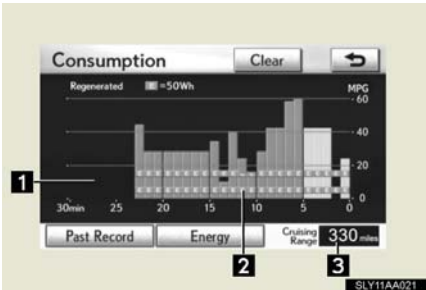 Consumption Clear
Regenerated E =50Wh MPG
60
40
1 20
0
30min 25 20 15 10 5 0
Past Record Energy Cruising Range 330 miles
2 3
SLY11AA021